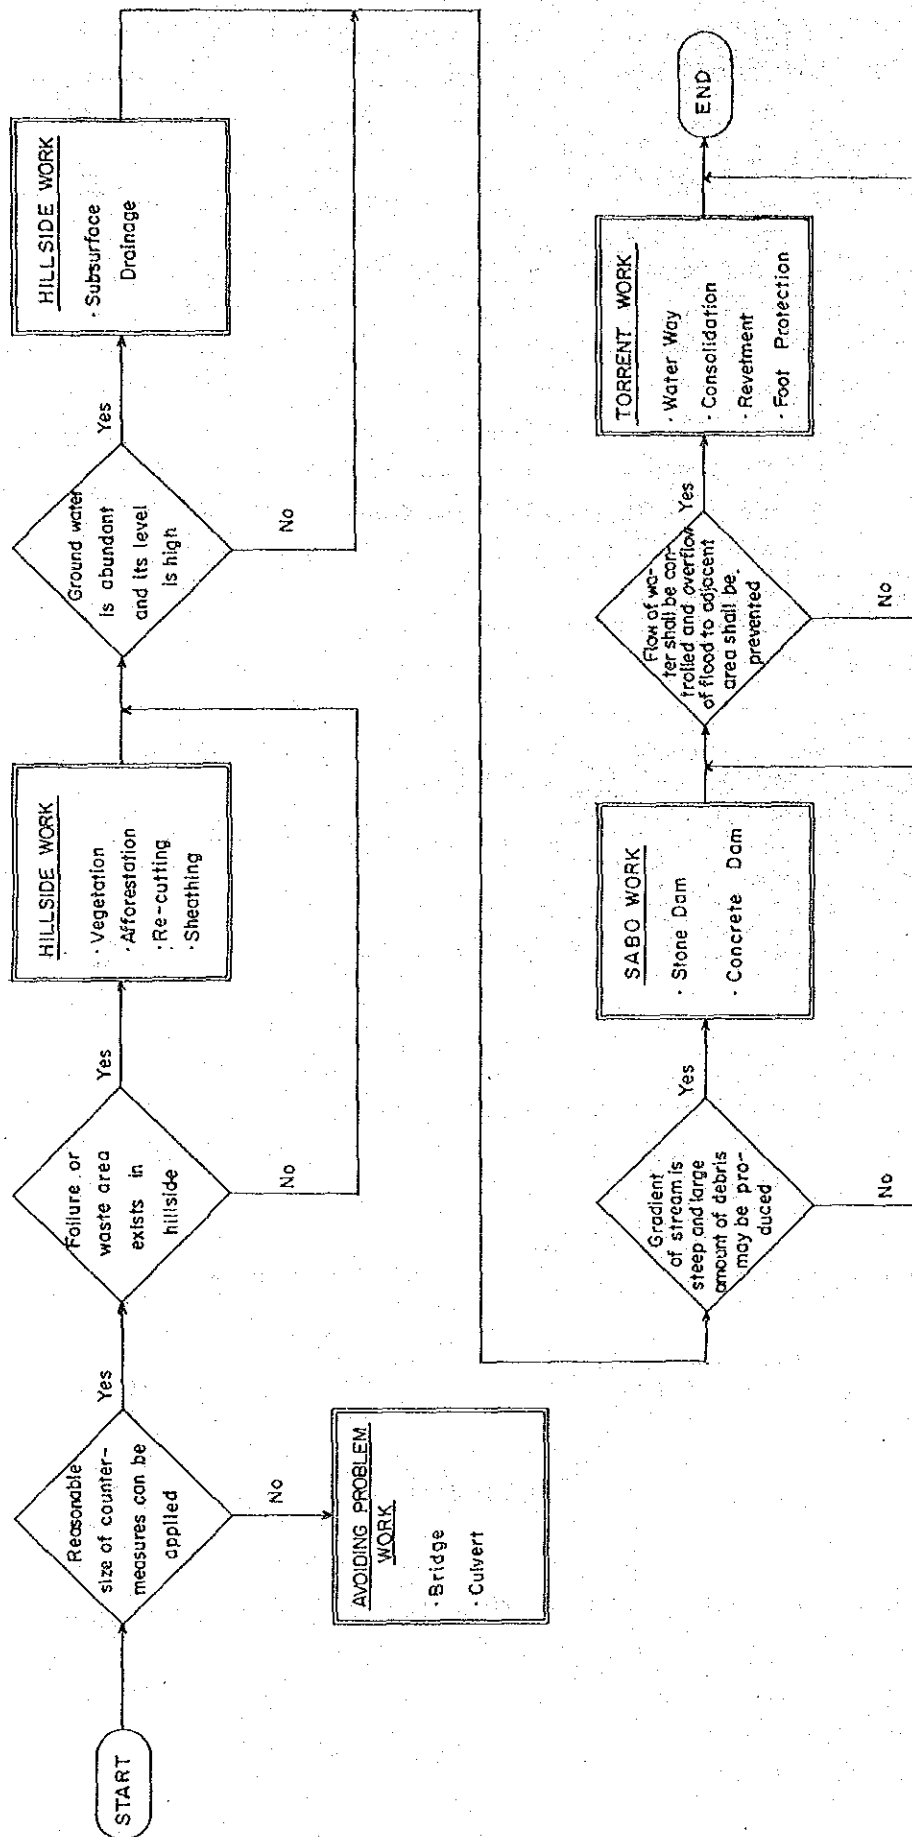 START
Reasonable
size of counter-
measures can be
applied
Yes
No
AVOIDING PROBLEM
WORK
· Bridge
· Culvert
Failure or
waste area
exists in
hillside
Yes
No
HILLSIDE WORK
· Vegetation
· Afforestation
· Re-cutting
· Sheathing
Ground water
is abundant
and its level
is high
Yes
No
HILLSIDE WORK
· Subsurface
Drainage
Gradient
of stream is
steep and large
amount of debris
may be pro-
duced
Yes
No
SABO WORK
· Stone Dam
· Concrete Dam
Flow of wa-
ter shall be con-
trolled and overflow
of flood to adjacent
area shall be.
prevented
Yes
No
TORRENT WORK
· Water Way
· Consolidation
· Revetment
· Foot Protection
END